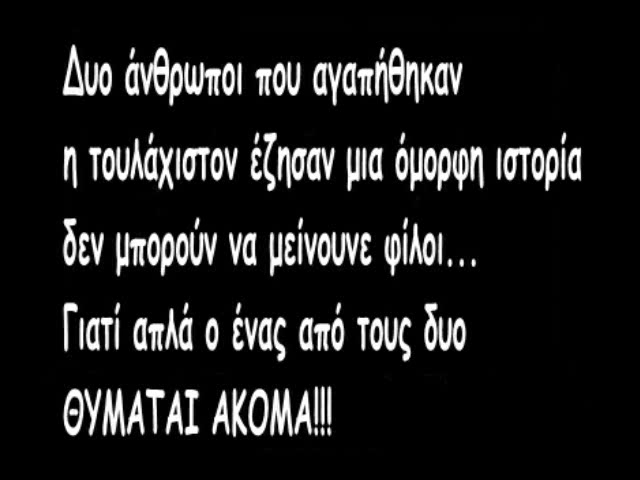 Δυο άνθρωποι που αγαπήθηκαν
η τουλάχιστον έζησαν μια όμορφη ιστορία
δεν μπορούν να μείνουνε φίλοι...
Γιατί απλά ο ένας από τους δυο
ΘΥΜΑΤΑΙ ΑΚΟΜΑ!!!